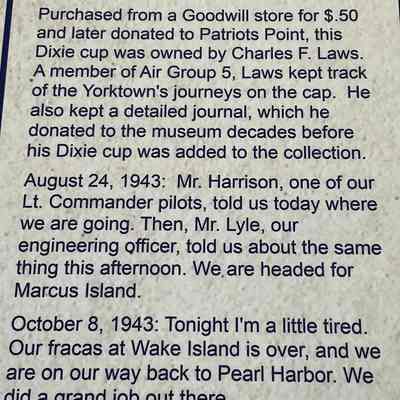 Purchased from a Goodwill store for $.50
and later donated to Patriots Point, this
Dixie cup was owned by Charles F. Laws.
A member of Air Group 5, Laws kept track
of the Yorktown's journeys on the cap.  He
also kept a detailed journal, which he
donated to the museum decades before
his Dixie cup was added to the collection.
August 24, 1943:  Mr. Harrison, one of our
Lt. Commander pilots, told us today where
we are going. Then, Mr. Lyle, our
engineering officer, told us about the same
thing this afternoon. We are headed for
Marcus Island.
October 8, 1943: Tonight I'm a little tired.
Our fracas at Wake Island is over, and we
are on our way back to Pearl Harbor. We
did a grand job out there.